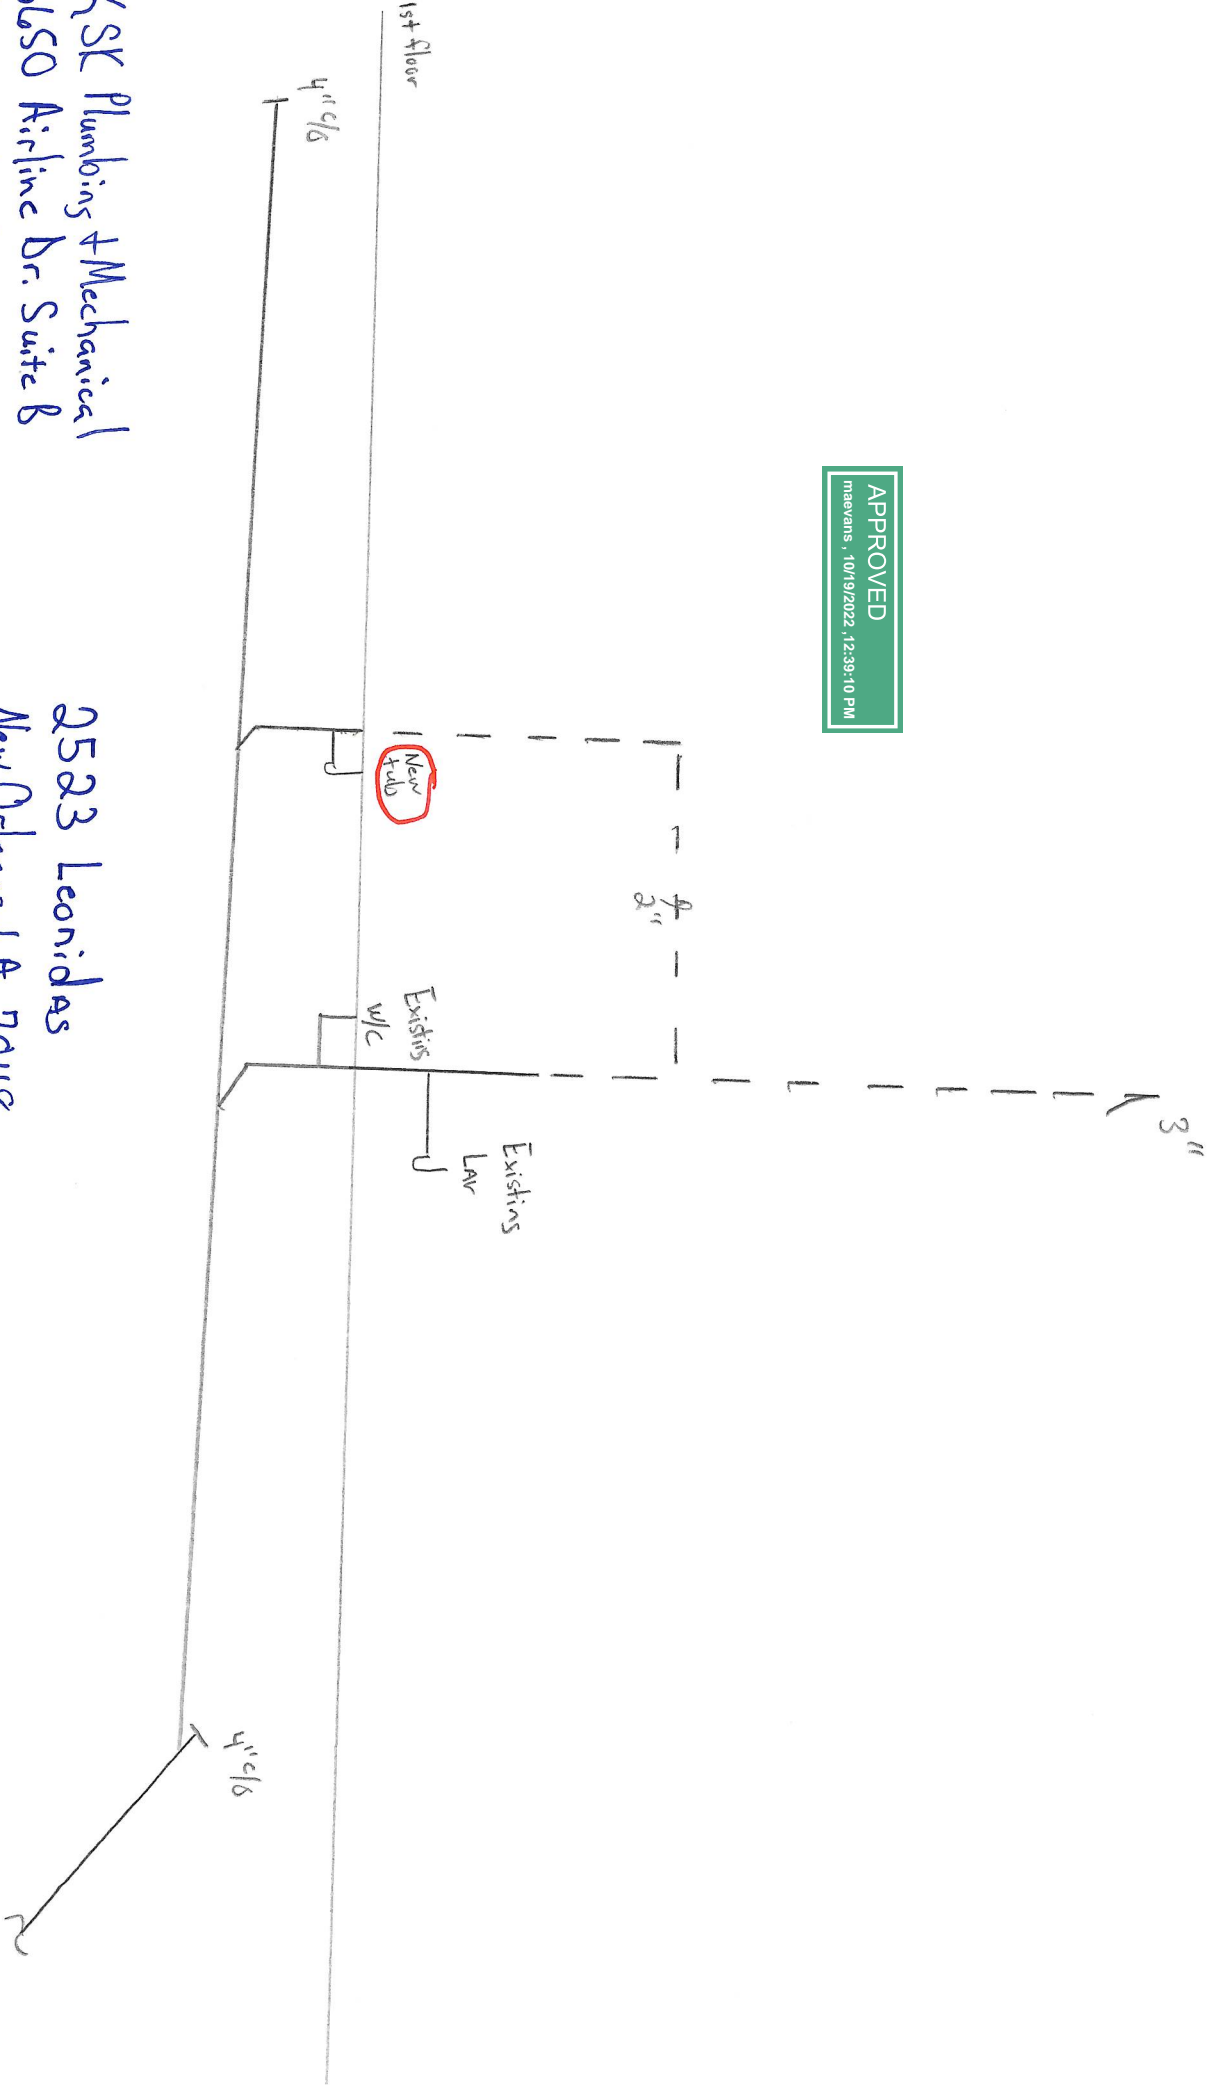 3"
APPROVED
maevans , 10/19/2022 ,12:39:10 PM
2"
Existing
LAV
Existing
W/C
New
tub
1st floor
4" c/o
4" c/o
SK Plumbing + Mechanical
Airline Dr. Suite B
2523 Leonidas
LA